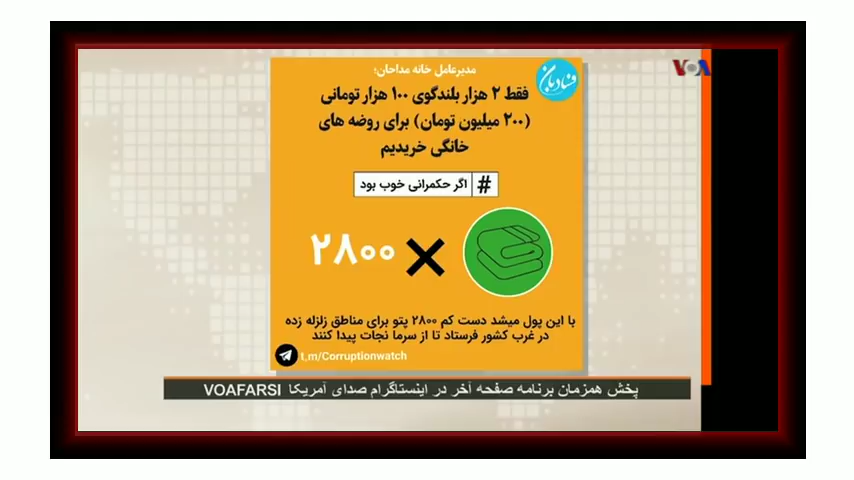 VOA
فسادبان
مدیرعامل خانه مداحان؛
فقط ۲ هزار بلندگوی ۱۰۰ هزار تومانی
(۲۰۰ میلیون تومان) برای روضه های
خانگی خریدیم
# اگر حکمرانی خوب بود
۲۸۰۰ ×
با این پول میشد دست کم ۲۸۰۰ پتو برای مناطق زلزله زده
در غرب کشور فرستاد تا از سرما نجات پیدا کنند
t.m/Corruptionwatch
پخش همزمان برنامه صفحه آخر در اینستاگرام صدای آمریکا VOAFARSI